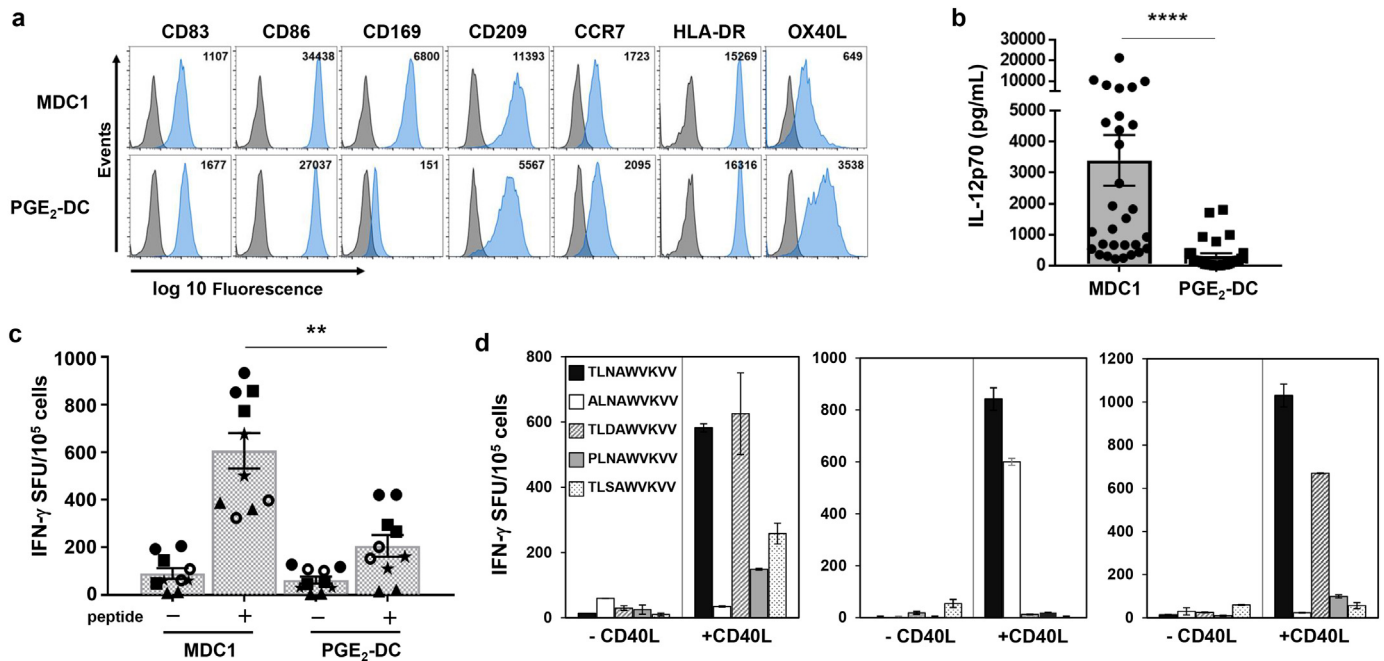 a
CD83 CD86 CD169 CD209 CCR7 HLA-DR OX40L
MDC1
1107 34438 6800 11393 1723 15269 649
Events
PGE₂-DC
1677 27037 151 5567 2095 16316 3538
log 10 Fluorescence
b
****
IL-12p70 (pg/mL)
30000
20000
10000
5000
4000
3000
2000
1000
0
MDC1 PGE₂-DC
c
**
IFN-γ SFU/10⁵ cells
1000
800
600
400
200
0
peptide − + − +
MDC1 PGE₂-DC
d
IFN-γ SFU/10⁵ cells
800
600
400
200
0
TLNAWVKVV
ALNAWVKVV
TLDAWVKVV
PLNAWVKVV
TLSAWVKVV
- CD40L +CD40L
1000
800
600
400
200
0
- CD40L +CD40L
1200
1000
800
600
400
200
0
- CD40L +CD40L